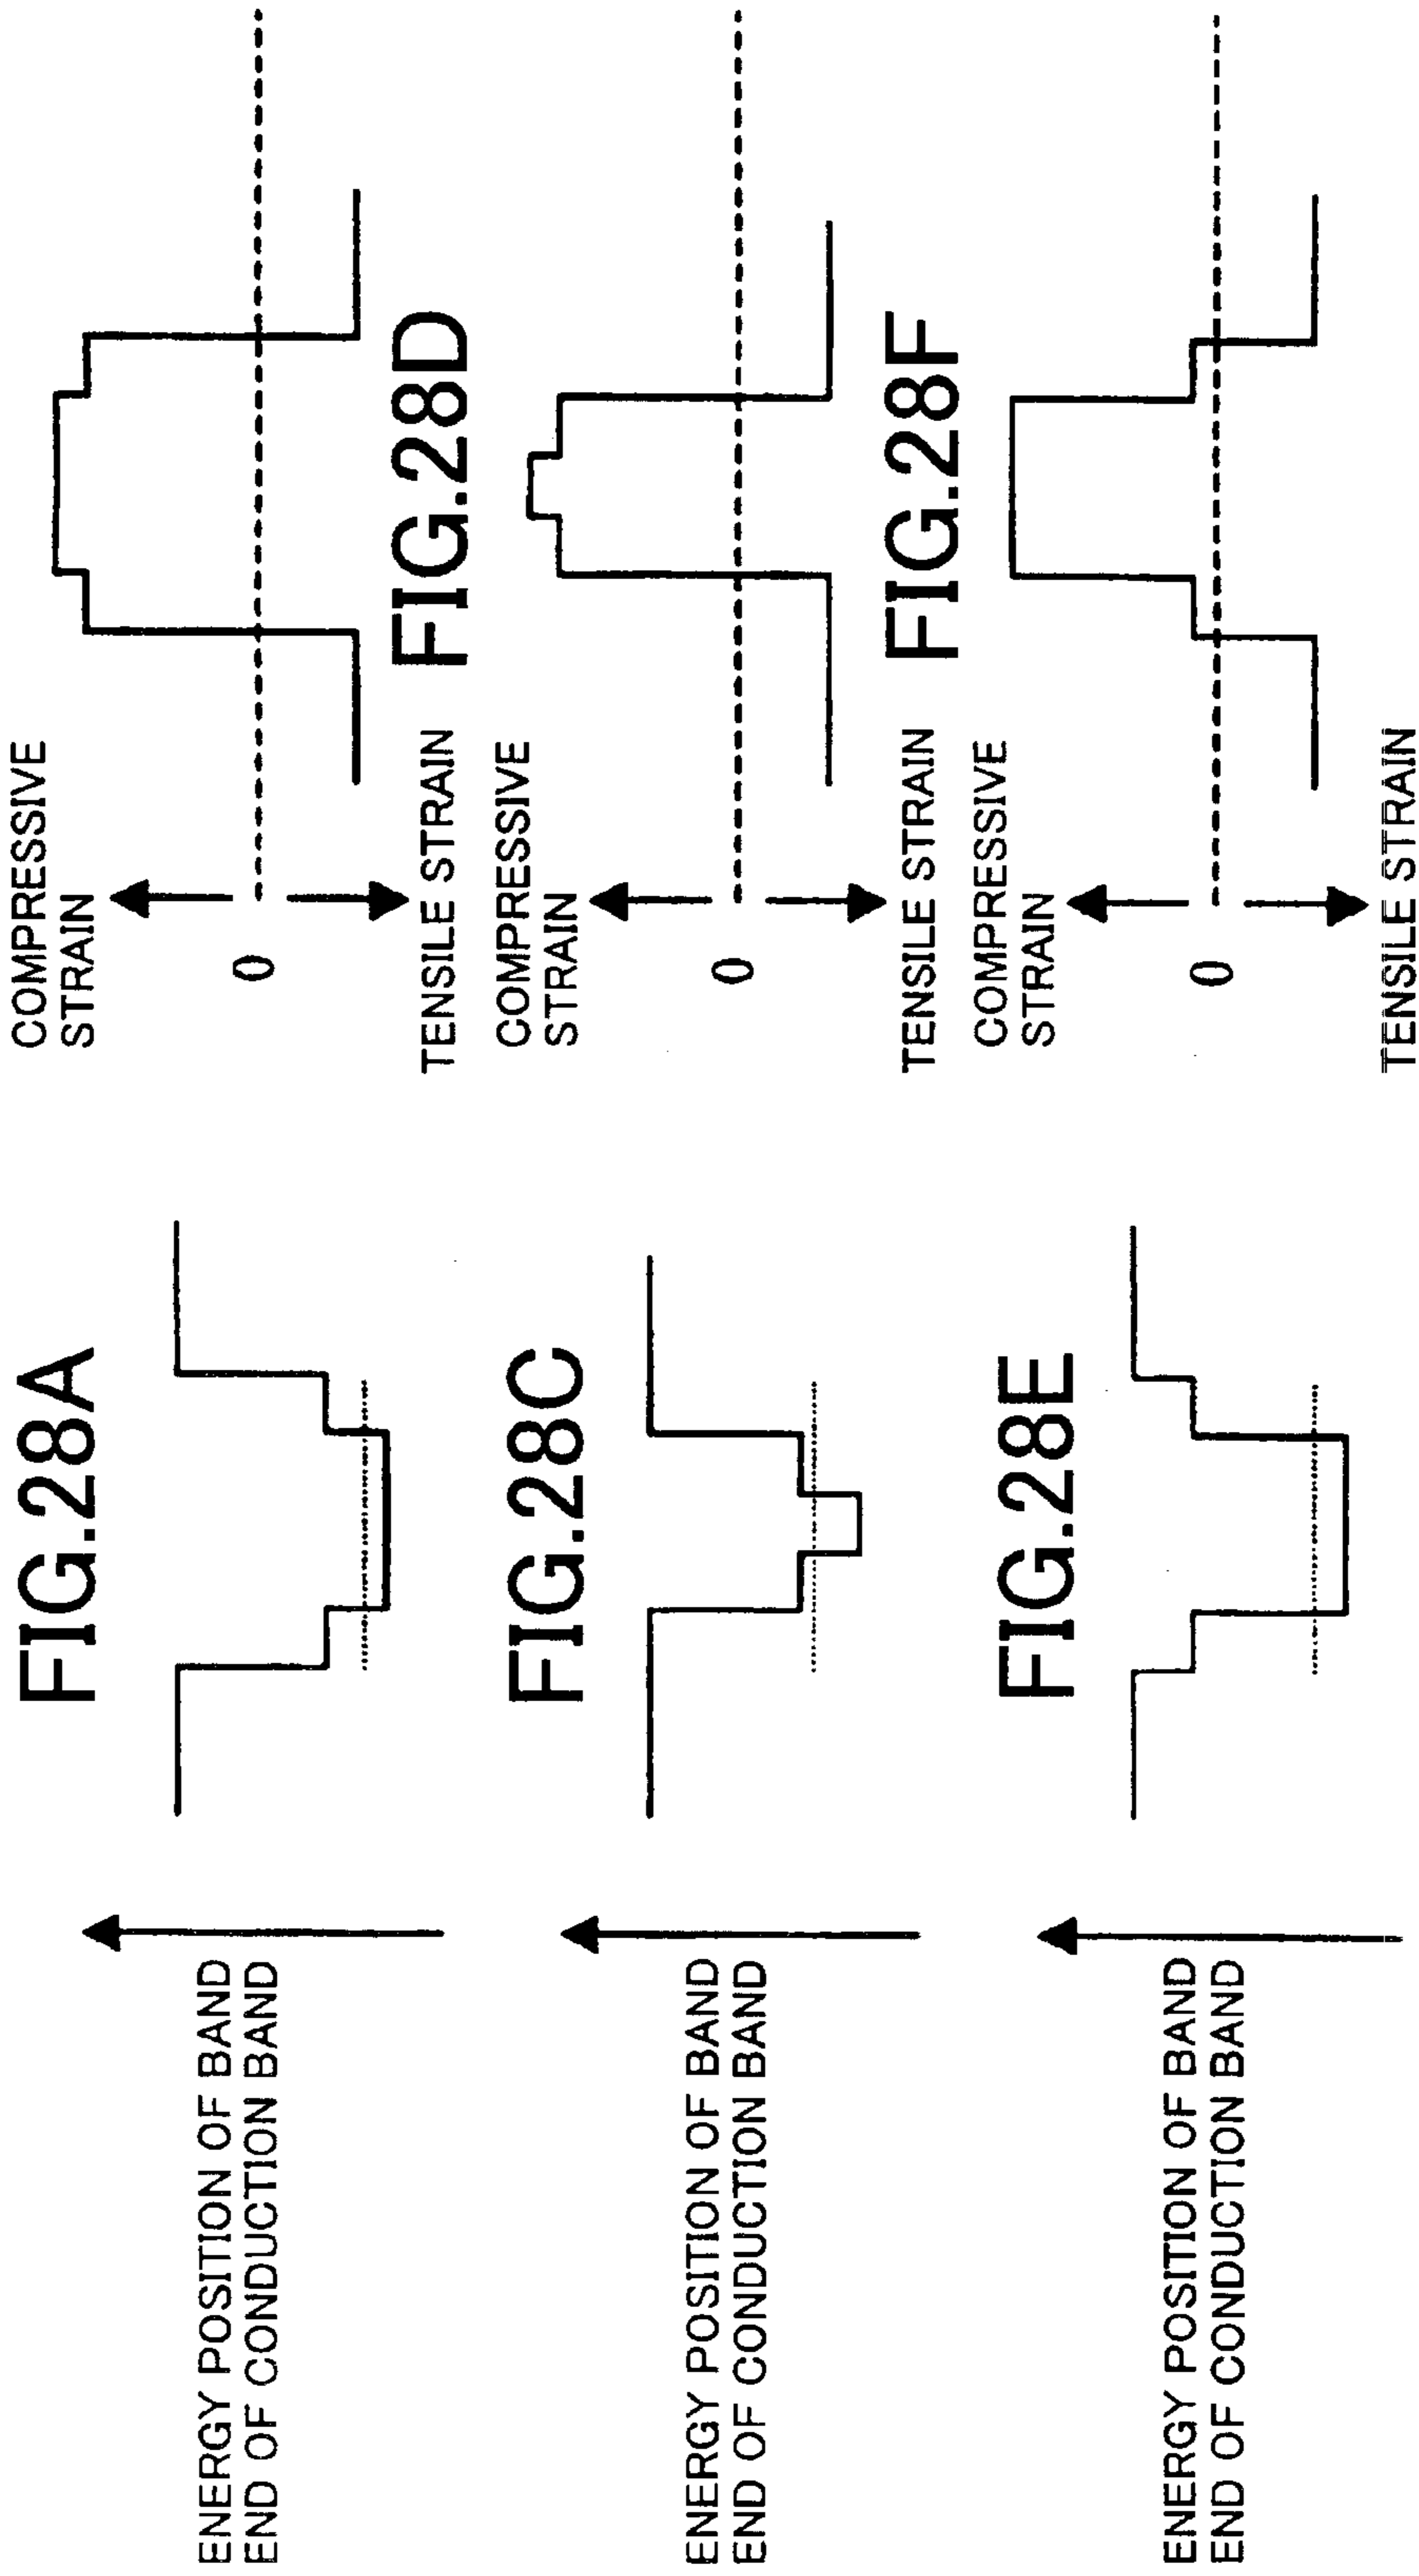 FIG.28A
ENERGY POSITION OF BAND
END OF CONDUCTION BAND
COMPRESSIVE
STRAIN
0
TENSILE STRAIN
FIG.28C
ENERGY POSITION OF BAND
END OF CONDUCTION BAND
FIG.28D
COMPRESSIVE
STRAIN
0
TENSILE STRAIN
FIG.28E
ENERGY POSITION OF BAND
END OF CONDUCTION BAND
FIG.28F
COMPRESSIVE
STRAIN
0
TENSILE STRAIN